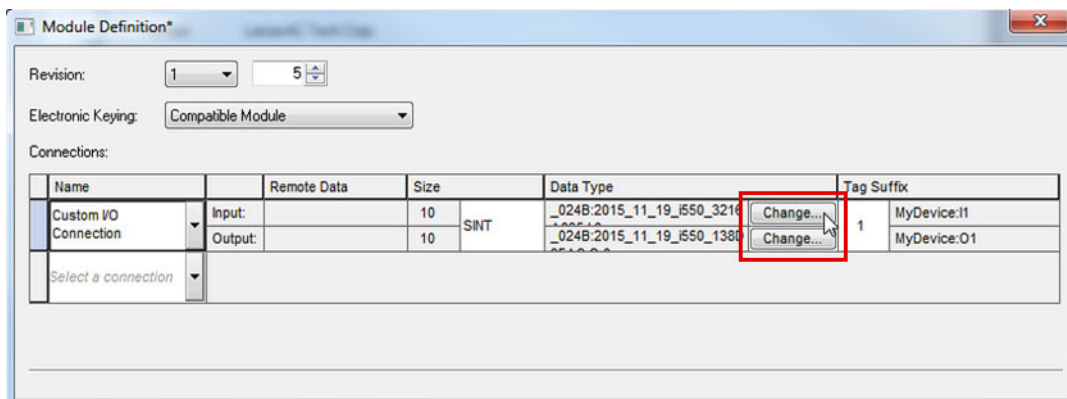 Module Definition*
Revision: 1 5
Electronic Keying: Compatible Module
Connections:
Name Remote Data Size Data Type Tag Suffix
Custom I/O Connection
Input: 10 SINT _024B:2015_11_19_i550_3216 Change... 1 MyDevice:I1
Output: 10 _024B:2015_11_19_i550_138D Change... MyDevice:O1
Select a connection